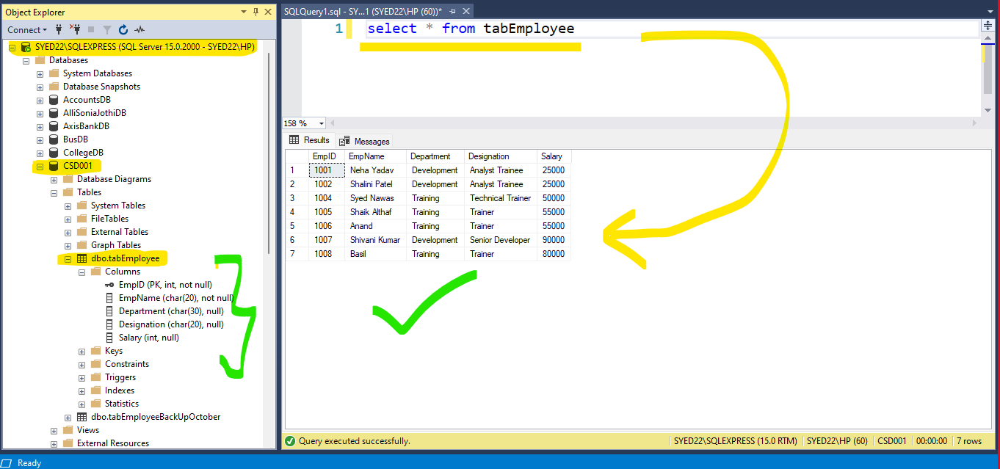 Object Explorer
Connect
SYED22\SQLEXPRESS (SQL Server 15.0.2000 - SYED22\HP)
Databases
System Databases
Database Snapshots
AccountsDB
AlliSoniaJothiDB
AxisBankDB
BusDB
CollegeDB
CSD001
Database Diagrams
Tables
System Tables
FileTables
External Tables
Graph Tables
dbo.tabEmployee
Columns
EmpID (PK, int, not null)
EmpName (char(20), not null)
Department (char(30), null)
Designation (char(20), null)
Salary (int, null)
Keys
Constraints
Triggers
Indexes
Statistics
dbo.tabEmployeeBackUpOctober
Views
External Resources
SQLQuery1.sql - SY...1 (SYED22\HP (60))*
1 select * from tabEmployee
158 %
Results Messages
EmpID EmpName Department Designation Salary
1 1001 Neha Yadav Development Analyst Trainee 25000
2 1002 Shalini Patel Development Analyst Trainee 25000
3 1004 Syed Nawas Training Technical Trainer 50000
4 1005 Shaik Althaf Training Trainer 55000
5 1006 Anand Training Trainer 55000
6 1007 Shivani Kumar Development Senior Developer 90000
7 1008 Basil Training Trainer 80000
Query executed successfully. SYED22\SQLEXPRESS (15.0 RTM) SYED22\HP (60) CSD001 00:00:00 7 rows
Ready